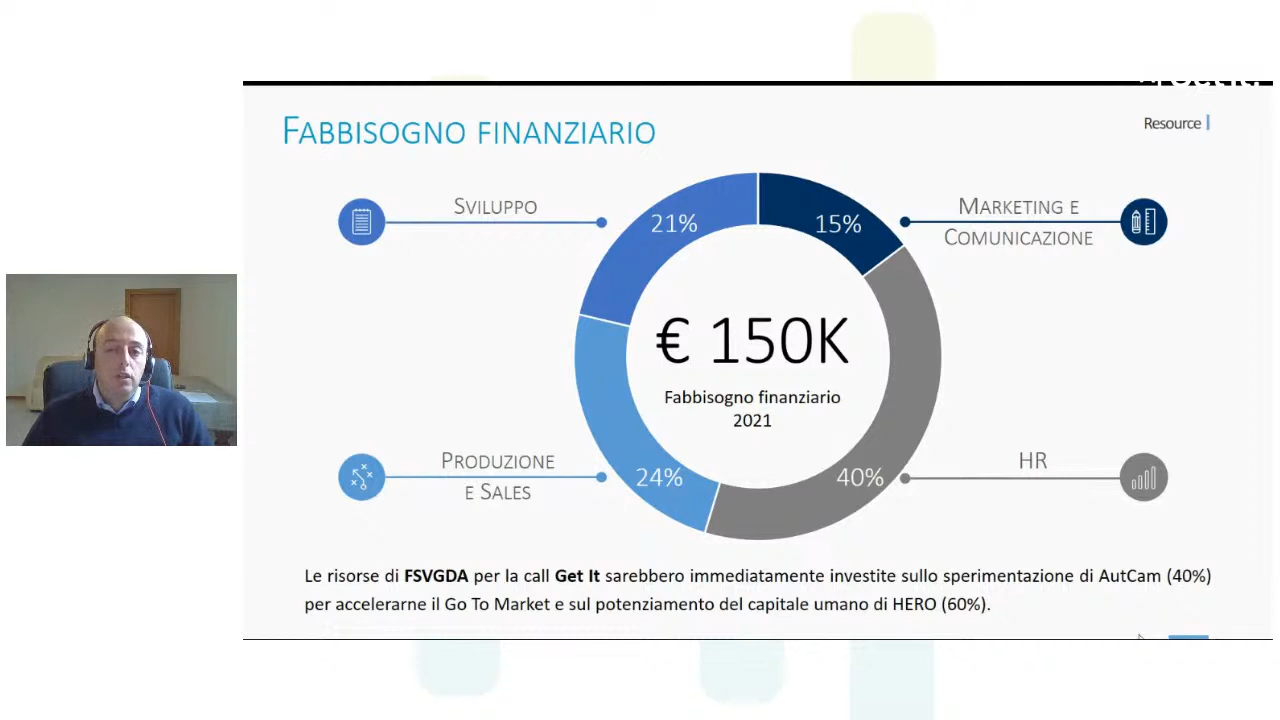 FABBISOGNO FINANZIARIO
Resource
SVILUPPO
21%
15%
MARKETING E
COMUNICAZIONE
€ 150K
Fabbisogno finanziario
2021
PRODUZIONE
E SALES
24%
40%
HR
Le risorse di FSVGDA per la call Get It sarebbero immediatamente investite sullo sperimentazione di AutCam (40%)
per accelerarne il Go To Market e sul potenziamento del capitale umano di HERO (60%).